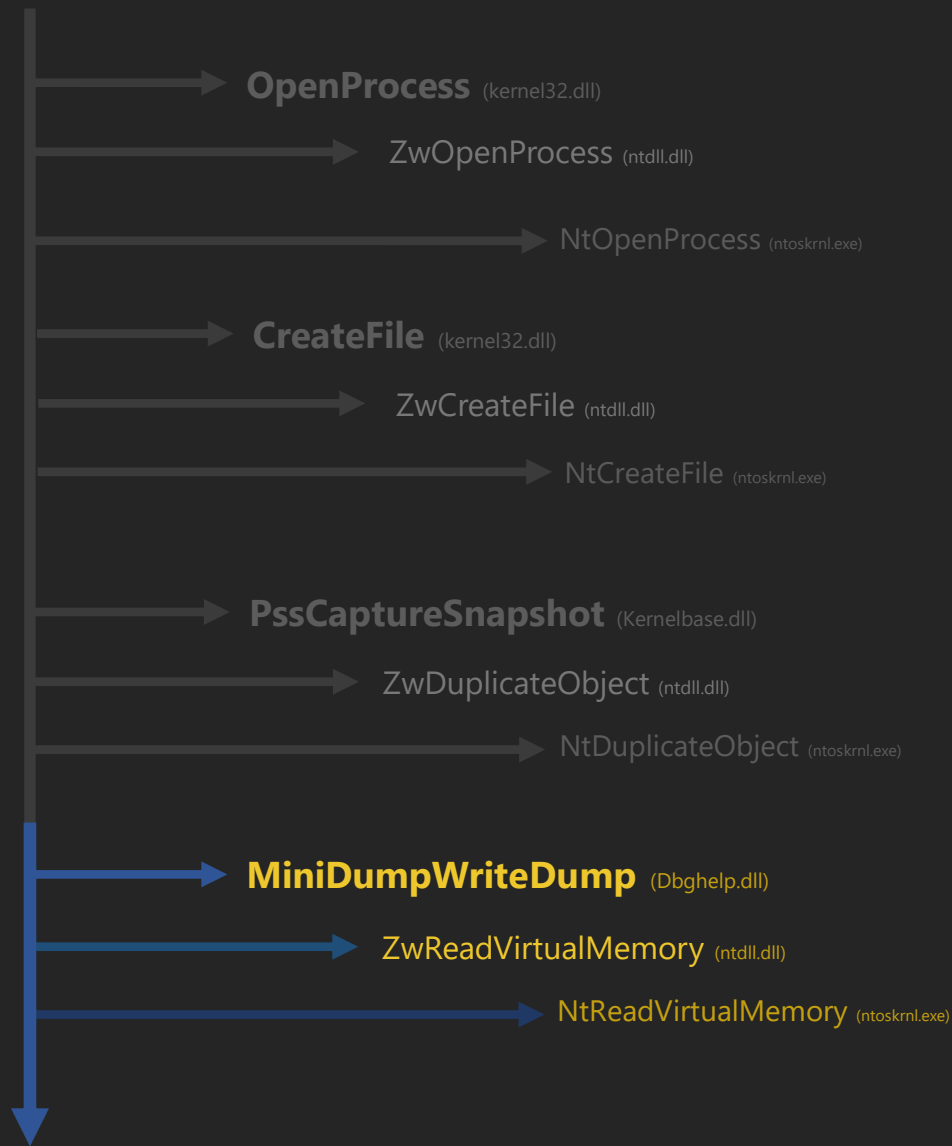 OpenProcess (kernel32.dll)
ZwOpenProcess (ntdll.dll)
NtOpenProcess (ntoskrnl.exe)
CreateFile (kernel32.dll)
ZwCreateFile (ntdll.dll)
NtCreateFile (ntoskrnl.exe)
PssCaptureSnapshot (Kernelbase.dll)
ZwDuplicateObject (ntdll.dll)
NtDuplicateObject (ntoskrnl.exe)
MiniDumpWriteDump (Dbghelp.dll)
ZwReadVirtualMemory (ntdll.dll)
NtReadVirtualMemory (ntoskrnl.exe)